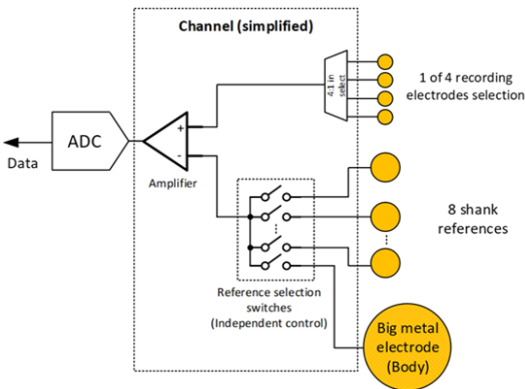 Channel (simplified)
4:1 in
select
1 of 4 recording
electrodes selection
ADC
Data
+
-
Amplifier
8 shank
references
Reference selection
switches
(Independent control)
Big metal
electrode
(Body)